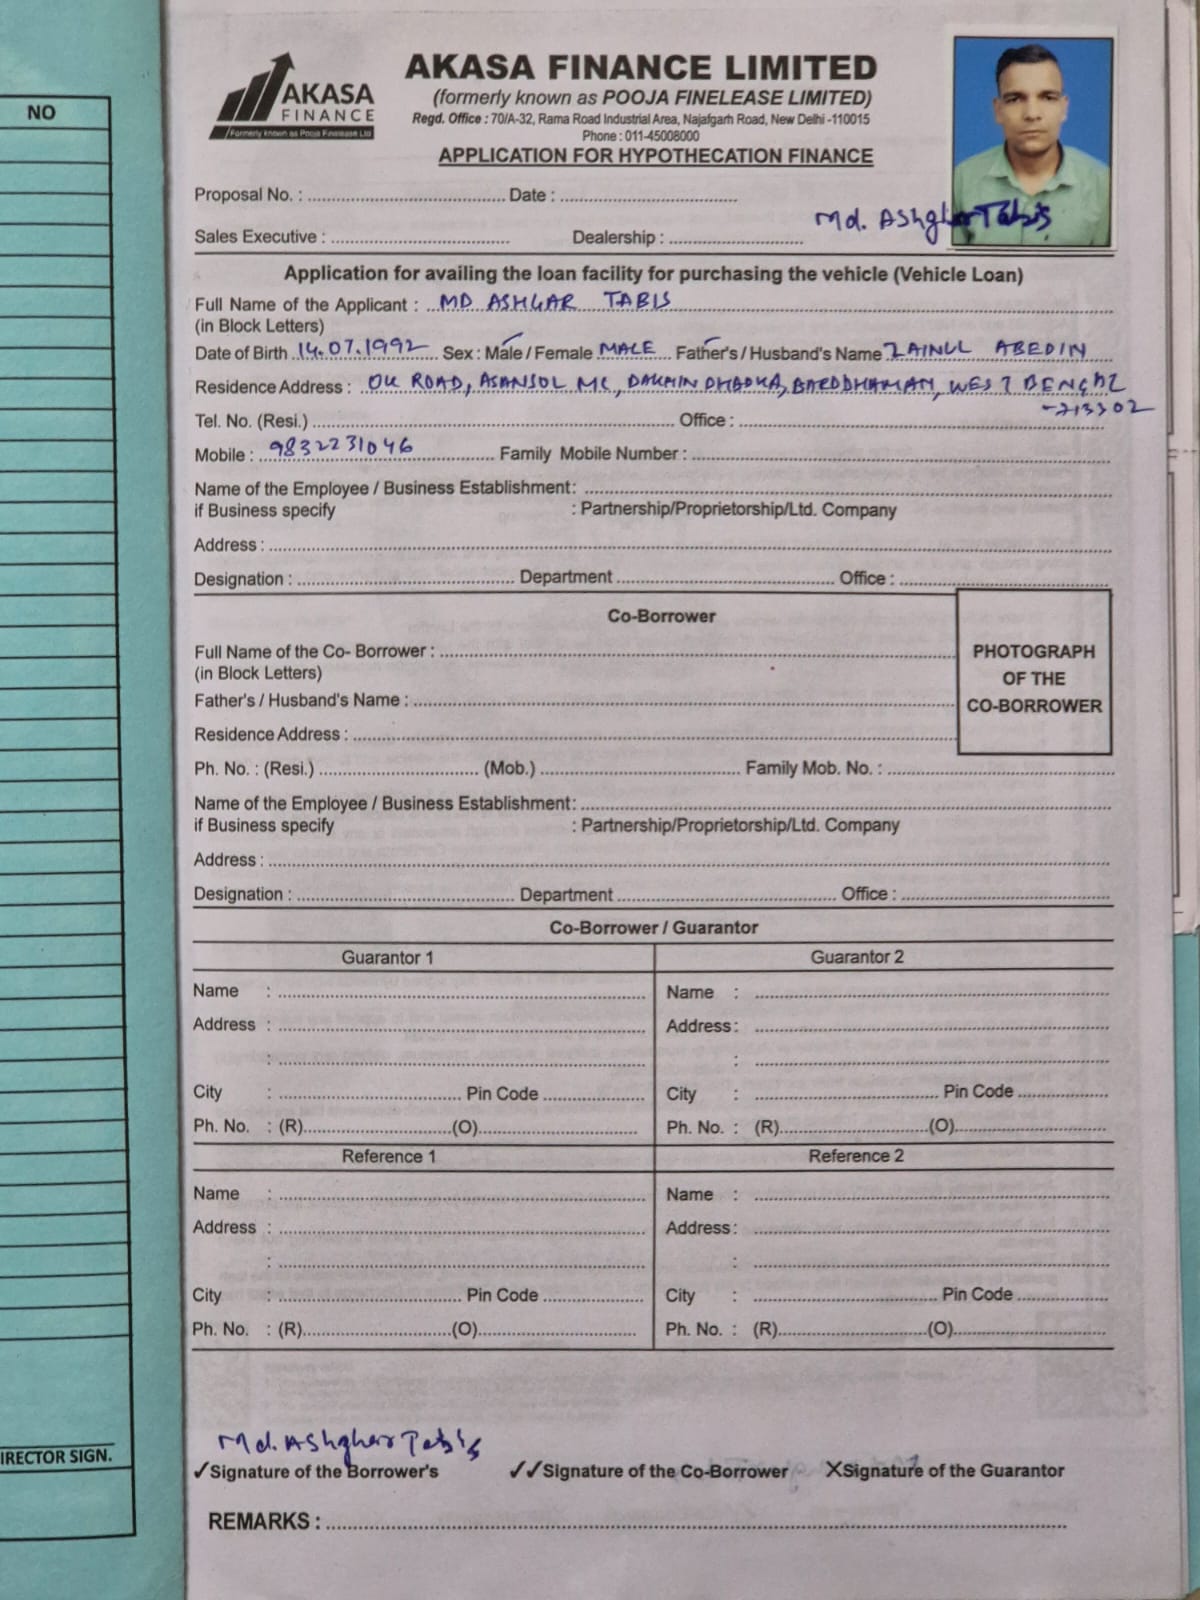 NO
AKASA
FINANCE
Formerly known as Pooja Finelease Ltd
AKASA FINANCE LIMITED
(formerly known as POOJA FINELEASE LIMITED)
Regd. Office : 70/A-32, Rama Road Industrial Area, Najafgarh Road, New Delhi -110015
Phone : 011-45008000
APPLICATION FOR HYPOTHECATION FINANCE
Proposal No. : Date :
Md. Ashghar Tabis
Sales Executive : Dealership :
Application for availing the loan facility for purchasing the vehicle (Vehicle Loan)
Full Name of the Applicant : MD ASHGAR TABIS
(in Block Letters)
Date of Birth 14.07.1992 Sex : Male / Female MALE Father's / Husband's Name ZAINUL ABEDIN
Residence Address : OK ROAD, ASANSOL MC, DAKHIN DHADKA, BARDDHAMAN, WEST BENGAL
-713302
Tel. No. (Resi.) Office :
Mobile : 9832231046 Family Mobile Number :
Name of the Employee / Business Establishment:
if Business specify : Partnership/Proprietorship/Ltd. Company
Address :
Designation : Department Office :
Co-Borrower
Full Name of the Co- Borrower :
(in Block Letters)
PHOTOGRAPH
OF THE
CO-BORROWER
Father's / Husband's Name :
Residence Address :
Ph. No. : (Resi.) (Mob.) Family Mob. No. :
Name of the Employee / Business Establishment:
if Business specify : Partnership/Proprietorship/Ltd. Company
Address :
Designation : Department Office :
Co-Borrower / Guarantor
Guarantor 1 Guarantor 2
Name : Name :
Address : Address :
: :
City : Pin Code City : Pin Code
Ph. No. : (R) (O) Ph. No. : (R) (O)
Reference 1 Reference 2
Name : Name :
Address : Address :
: :
City : Pin Code City : Pin Code
Ph. No. : (R) (O) Ph. No. : (R) (O)
Md. Ashghar Tabis
IRECTOR SIGN.
✓Signature of the Borrower's ✓✓Signature of the Co-Borrower XSignature of the Guarantor
REMARKS :